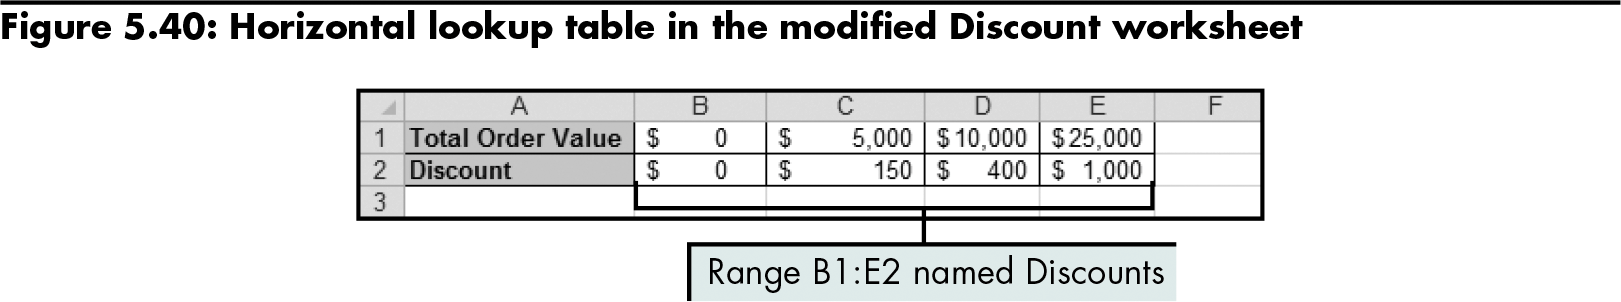 Figure 5.40: Horizontal lookup table in the modified Discount worksheet
A B C D E F
1 Total Order Value $ 0 $ 5,000 $10,000 $25,000
2 Discount $ 0 $ 150 $ 400 $ 1,000
3
Range B1:E2 named Discounts